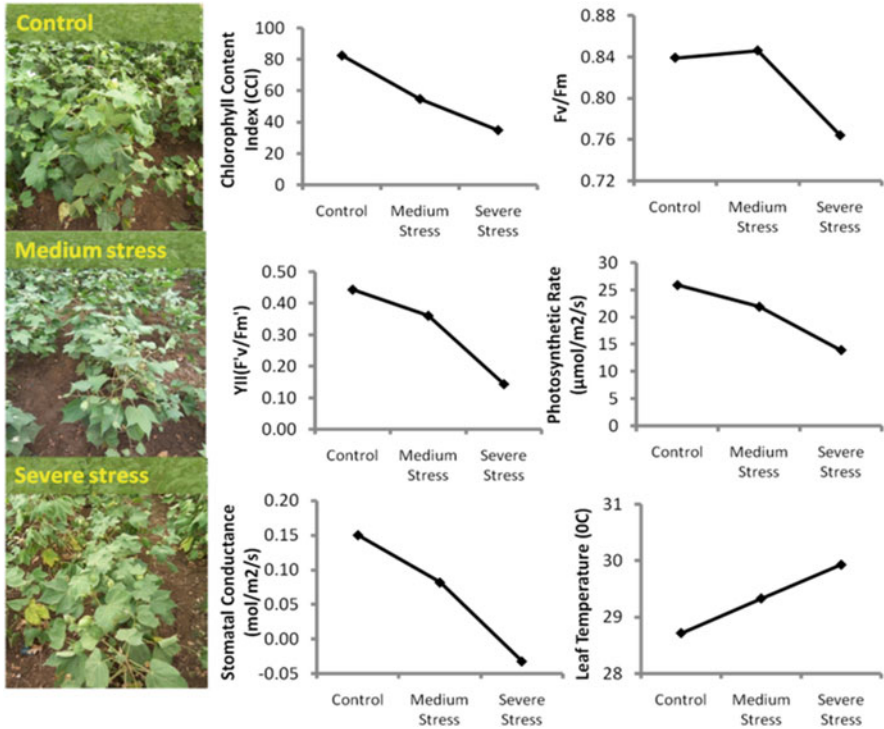 Control
Medium stress
Severe stress
Chlorophyll Content
Index (CCI)
100
80
60
40
20
0
Control
Medium
Stress
Severe
Stress
Fv/Fm
0.88
0.84
0.80
0.76
0.72
Control
Medium
Stress
Severe
Stress
YII(F'v/Fm')
0.50
0.40
0.30
0.20
0.10
0.00
Control
Medium
Stress
Severe
Stress
Photosynthetic Rate
(µmol/m2/s)
30
25
20
15
10
5
0
Control
Medium
Stress
Severe
Stress
Stomatal Conductance
(mol/m2/s)
0.20
0.15
0.10
0.05
0.00
-0.05
Control
Medium
Stress
Severe
Stress
Leaf Temperature (0C)
31
30
29
28
Control
Medium
Stress
Severe
Stress